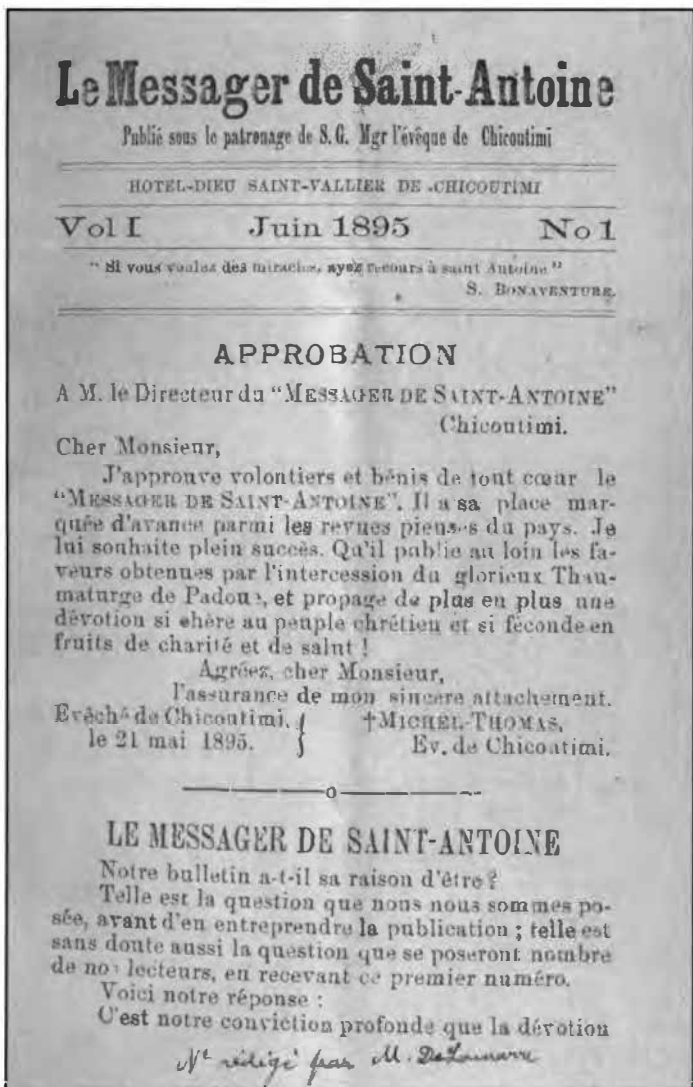 Le Messager de Saint-Antoine
Publié sous le patronage de S.G. Mgr l'évêque de Chicoutimi
HOTEL-DIEU SAINT-VALLIER DE CHICOUTIMI
Vol I Juin 1895 No 1
" Si vous voulez des miracles, ayez recours à saint Antoine "
S. BONAVENTURE.
APPROBATION
A M. le Directeur du "MESSAGER DE SAINT-ANTOINE"
Chicoutimi.
Cher Monsieur,
J'approuve volontiers et bénis de tout cœur le
"MESSAGER DE SAINT-ANTOINE". Il a sa place mar-
quée d'avance parmi les revues pieuses du pays. Je
lui souhaite plein succès. Qu'il publie au loin les fa-
veurs obtenues par l'intercession du glorieux Thau-
maturge de Padoue, et propage de plus en plus une
dévotion si chère au peuple chrétien et si féconde en
fruits de charité et de salut !
Agréez, cher Monsieur,
l'assurance de mon sincère attachement.
Evêché de Chicoutimi, } †MICHEL-THOMAS,
le 21 mai 1895. Ev. de Chicoutimi.
o
LE MESSAGER DE SAINT-ANTOINE
Notre bulletin a-t-il sa raison d'être ?
Telle est la question que nous nous sommes po-
sée, avant d'en entreprendre la publication ; telle est
sans doute aussi la question que se poseront nombre
de nos lecteurs, en recevant ce premier numéro.
Voici notre réponse :
C'est notre conviction profonde que la dévotion
Nº rédigé par M. DeLamarre